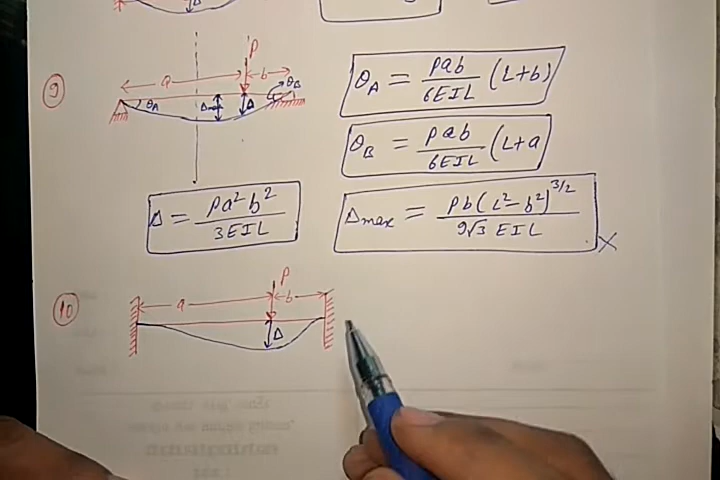 Δ
P
a b θB
9 θA Δ Δ
θA = Pab/6EIL (L+b)
θB = Pab/6EIL (L+a)
Δ = Pa²b²/3EIL
Δmax = Pb(L²-b²)^3/2 / 9√3 EIL
×
P
10 a b
Δ